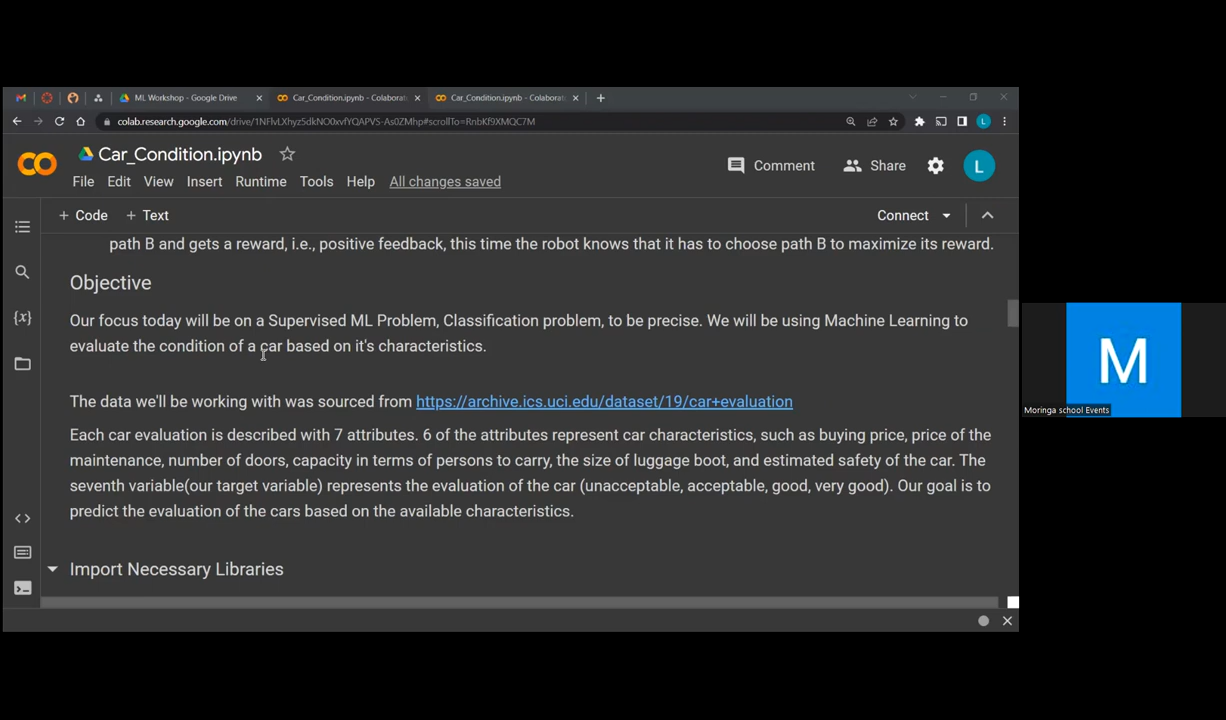 ML Workshop - Google Drive
Car_Condition.ipynb - Colaborat
Car_Condition.ipynb - Colaborat
colab.research.google.com/drive/1NFlvLXhyz5dkNO0xvfYQAPVS-As0ZMhp#scrollTo=RnbKf9XMQC7M
L
Car_Condition.ipynb
Comment
Share
L
File Edit View Insert Runtime Tools Help All changes saved
+ Code + Text
Connect
path B and gets a reward, i.e., positive feedback, this time the robot knows that it has to choose path B to maximize its reward.
Objective
Our focus today will be on a Supervised ML Problem, Classification problem, to be precise. We will be using Machine Learning to
evaluate the condition of a car based on it's characteristics.
The data we'll be working with was sourced from https://archive.ics.uci.edu/dataset/19/car+evaluation
Each car evaluation is described with 7 attributes. 6 of the attributes represent car characteristics, such as buying price, price of the
maintenance, number of doors, capacity in terms of persons to carry, the size of luggage boot, and estimated safety of the car. The
seventh variable(our target variable) represents the evaluation of the car (unacceptable, acceptable, good, very good). Our goal is to
predict the evaluation of the cars based on the available characteristics.
Import Necessary Libraries
M
Moringa school Events